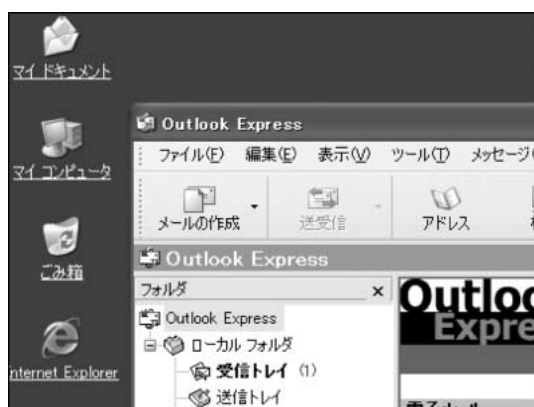 マイ ドキュメント
マイ コンピュータ
ごみ箱
nternet Explorer
Outlook Express
ファイル(F) 編集(E) 表示(V) ツール(T) メッセージ(
メールの作成 送受信 アドレス
Outlook Express
フォルダ ×
Outlook Express
ローカル フォルダ
受信トレイ (1)
送信トレイ
Outloo
Expre